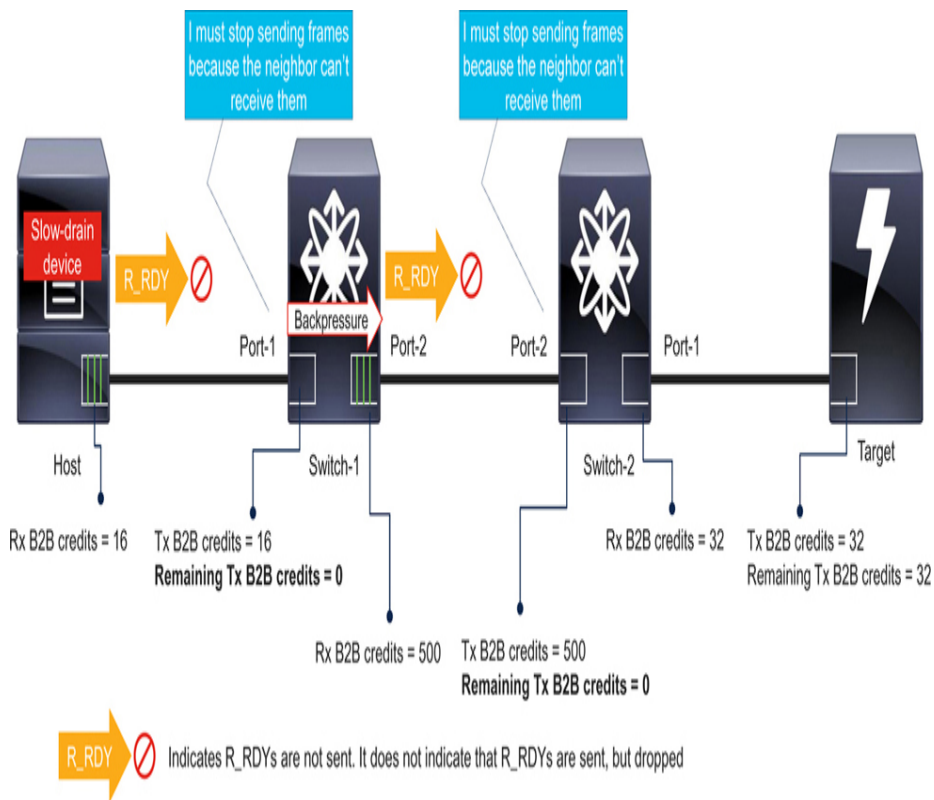 I must stop sending frames
because the neighbor can't
receive them
I must stop sending frames
because the neighbor can't
receive them
Slow-drain
device
R_RDY
R_RDY
Backpressure
Port-1
Port-2
Port-2
Port-1
Host
Switch-1
Switch-2
Target
Rx B2B credits = 16
Tx B2B credits = 16
Remaining Tx B2B credits = 0
Rx B2B credits = 32
Tx B2B credits = 32
Remaining Tx B2B credits = 32
Rx B2B credits = 500
Tx B2B credits = 500
Remaining Tx B2B credits = 0
R_RDY
Indicates R_RDYs are not sent. It does not indicate that R_RDYs are sent, but dropped